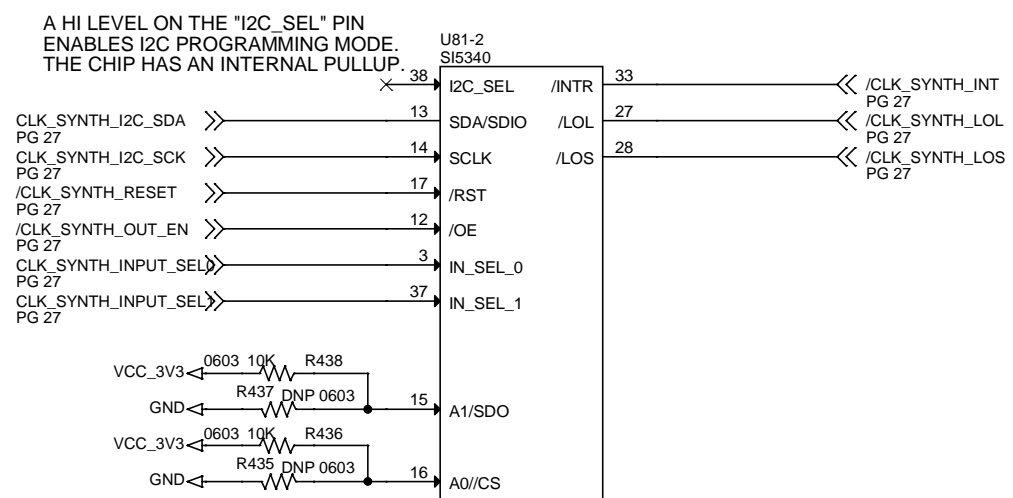 A HI LEVEL ON THE "I2C_SEL" PIN
ENABLES I2C PROGRAMMING MODE.
THE CHIP HAS AN INTERNAL PULLUP.
U81-2
SI5340
38 I2C_SEL /INTR 33 /CLK_SYNTH_INT
PG 27
CLK_SYNTH_I2C_SDA 13 SDA/SDIO /LOL 27 /CLK_SYNTH_LOL
PG 27 PG 27
CLK_SYNTH_I2C_SCK 14 SCLK /LOS 28 /CLK_SYNTH_LOS
PG 27 PG 27
/CLK_SYNTH_RESET 17 /RST
PG 27
/CLK_SYNTH_OUT_EN 12 /OE
PG 27
CLK_SYNTH_INPUT_SEL0 3 IN_SEL_0
PG 27
CLK_SYNTH_INPUT_SEL1 37 IN_SEL_1
PG 27
VCC_3V3 0603 10K R438
GND R437 DNP 0603 15 A1/SDO
VCC_3V3 0603 10K R436
GND R435 DNP 0603 16 A0//CS